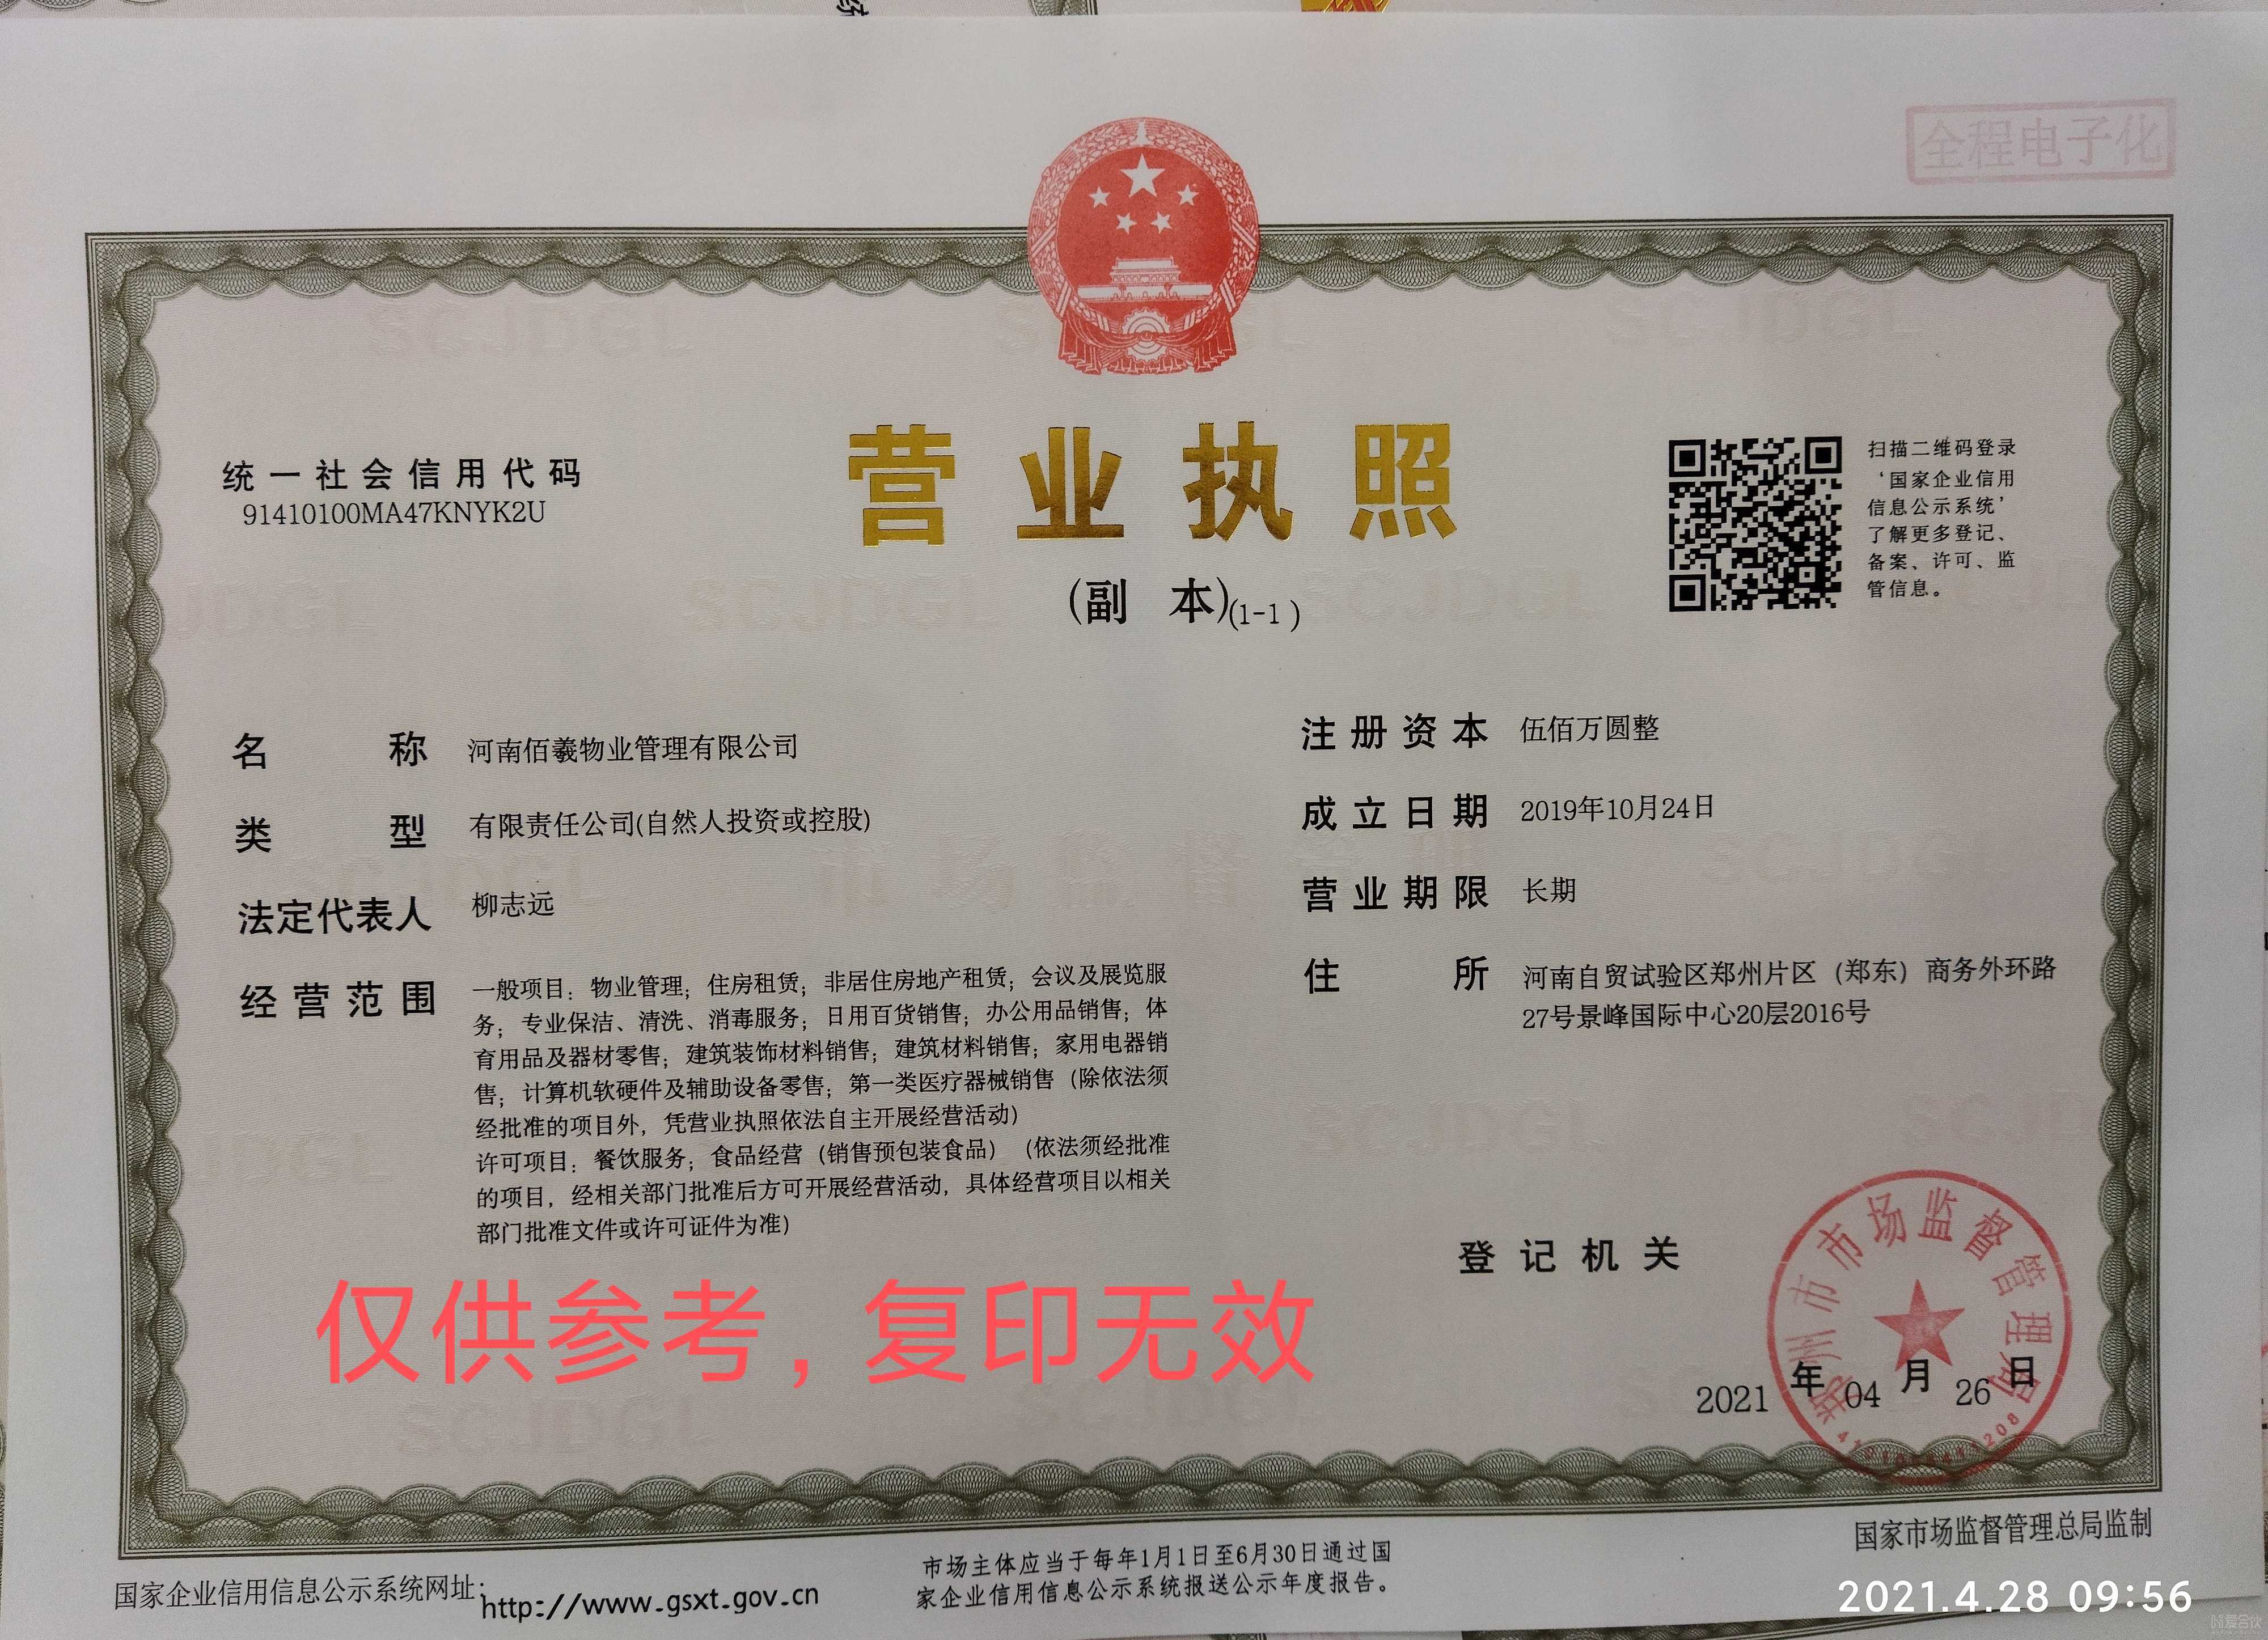 全程电子化
统一社会信用代码
91410100MA47KNYK2U
营业执照
(副 本)(1-1)
扫描二维码登录
‘国家企业信用
信息公示系统’
了解更多登记、
备案、许可、监
管信息。
名 称 河南佰羲物业管理有限公司
类 型 有限责任公司(自然人投资或控股)
法定代表人 柳志远
经营范围 一般项目：物业管理；住房租赁；非居住房地产租赁；会议及展览服
务；专业保洁、清洗、消毒服务；日用百货销售；办公用品销售；体
育用品及器材零售；建筑装饰材料销售；建筑材料销售；家用电器销
售；计算机软硬件及辅助设备零售；第一类医疗器械销售（除依法须
经批准的项目外，凭营业执照依法自主开展经营活动）
许可项目：餐饮服务；食品经营（销售预包装食品）（依法须经批准
的项目，经相关部门批准后方可开展经营活动，具体经营项目以相关
部门批准文件或许可证件为准）
注册资本 伍佰万圆整
成立日期 2019年10月24日
营业期限 长期
住 所 河南自贸试验区郑州片区（郑东）商务外环路
27号景峰国际中心20层2016号
仅供参考，复印无效
登记机关
郑州市市场监督管理局
2021 年 04 月 26 日
国家企业信用信息公示系统网址：http://www.gsxt.gov.cn
市场主体应当于每年1月1日至6月30日通过国
家企业信用信息公示系统报送公示年度报告。
国家市场监督管理总局监制
2021.4.28 09:56